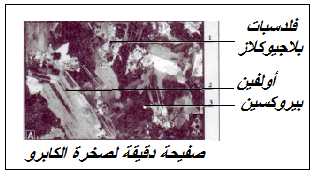 فلدسبات
بلاجيوكلاز
أولفين
بيروكسين
صفيحة دقيقة لصخرة الكابرو